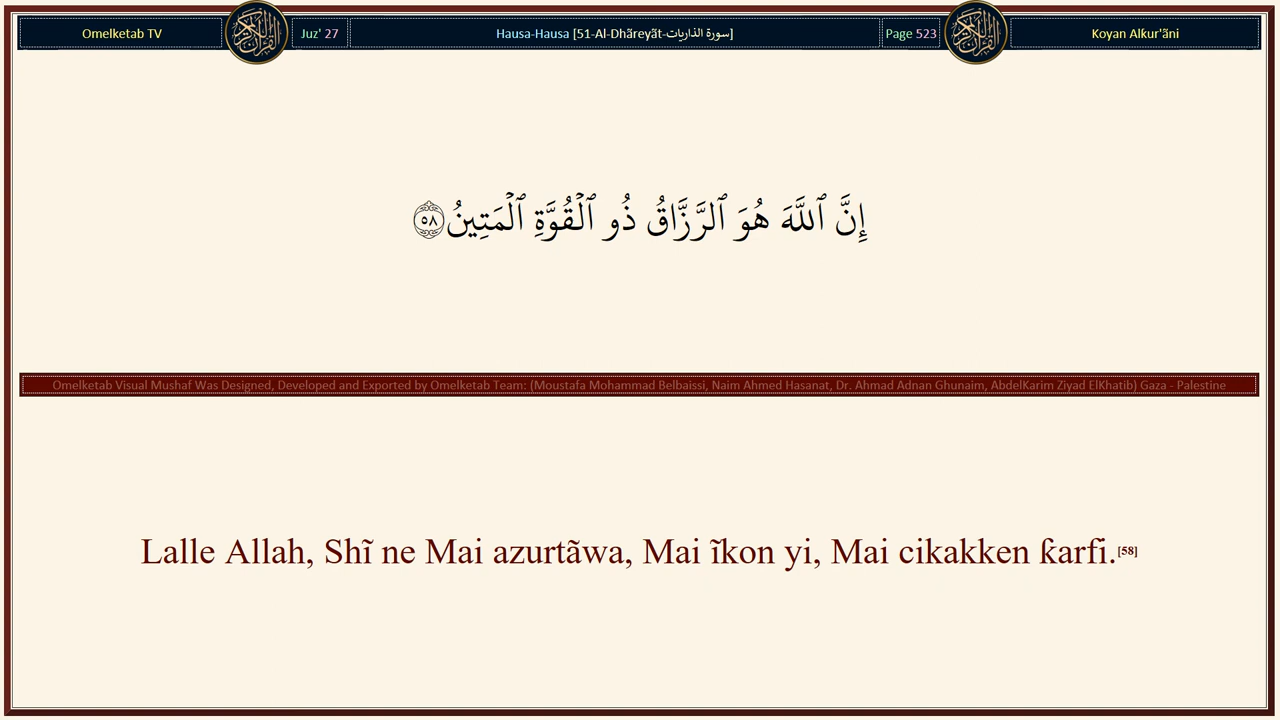 Omelketab TV
Juz' 27
Hausa-Hausa [51-Al-Dhãreyãt-سورة الذاريات]
Page 523
Koyan Alƙur'ãni
إِنَّ ٱللَّهَ هُوَ ٱلرَّزَّاقُ ذُو ٱلْقُوَّةِ ٱلْمَتِينُ ٥٨
Omelketab Visual Mushaf Was Designed, Developed and Exported by Omelketab Team: (Moustafa Mohammad Belbaissi, Naim Ahmed Hasanat, Dr. Ahmad Adnan Ghunaim, AbdelKarim Ziyad ElKhatib) Gaza - Palestine
Lalle Allah, Shĩ ne Mai azurtãwa, Mai ĩkon yi, Mai cikakken ƙarfi.[58]